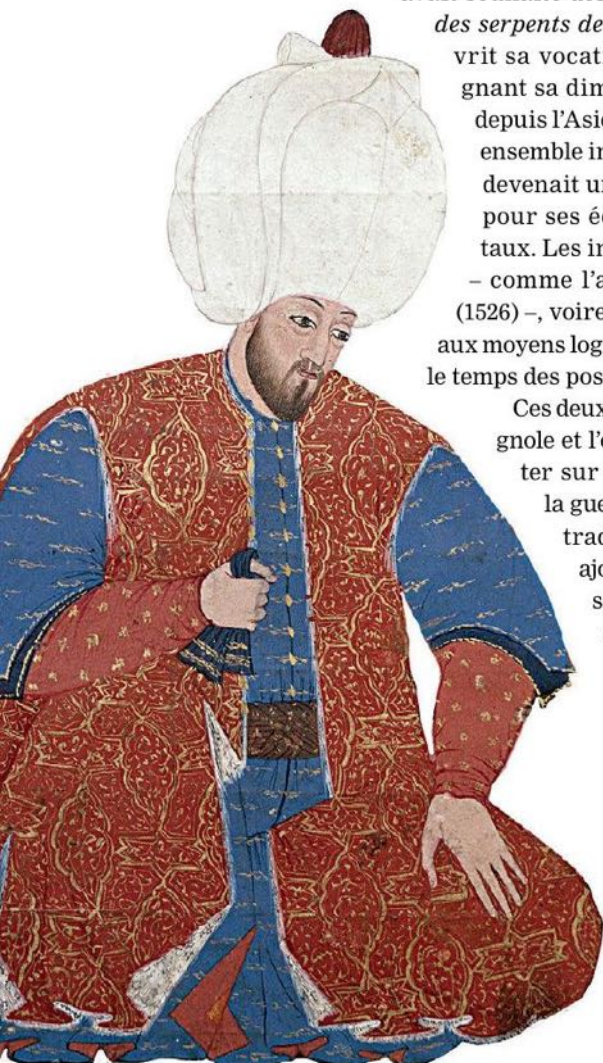 des serpents de
vrit sa vocati
gnant sa dim
depuis l’Asie
ensemble in
devenait u
pour ses é
taux. Les in
– comme l’a
(1526) –, voire
aux moyens log
le temps des pos
Ces deux
gnole et l’
ter sur
la gue
trad
ajo
s